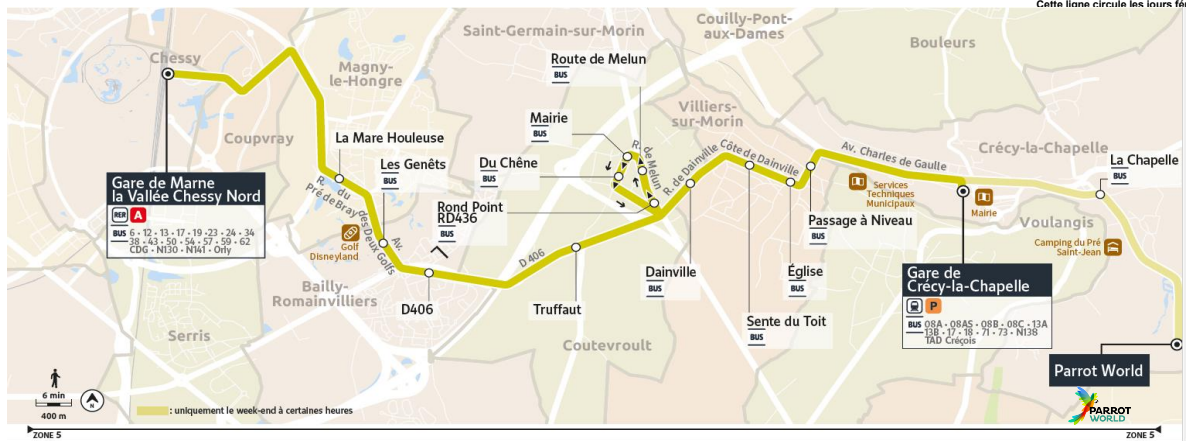 Cette ligne circule les jours fér
Saint-Germain-sur-Morin
Couilly-Pont-
aux-Dames
Bouleurs
Chessy
Magny-
le-Hongre
Route de Melun
BUS
Villiers-
sur-Morin
Mairie
BUS
Coupvray
La Mare Houleuse
Les Genêts
BUS
Du Chêne
BUS
R. de Melun
R. de Dainville
Côte de Dainville
Av. Charles de Gaulle
Crécy-la-Chapelle
La Chapelle
BUS
Gare de Marne
la Vallée Chessy Nord
RER A
BUS 6 • 12 • 13 • 17 • 19 •23 • 24 • 34
38 • 43 • 50 • 54 • 57 • 59 • 62
CDG • N130 • N141 • Orly
R. du
Pré de Bray
Av.
des Deux Golfs
Golf
Disneyland
Rond Point
RD436
BUS
Services
Techniques
Municipaux
Mairie
Voulangis
Passage à Niveau
BUS
Camping du Pré
Saint-Jean
D 406
Bailly-
Romainvilliers
D406
Truffaut
Dainville
BUS
Église
BUS
Gare de
Crécy-la-Chapelle
P
BUS 08A • 08AS • 08B • 08C • 13A
13B • 17 • 18 • 71 • 73 • N138
TAD Créçois
Sente du Toit
BUS
Serris
Coutevroult
Parrot World
PARROT
WORLD
6 min
400 m
N
: uniquement le week-end à certaines heures
ZONE 5
ZONE 5